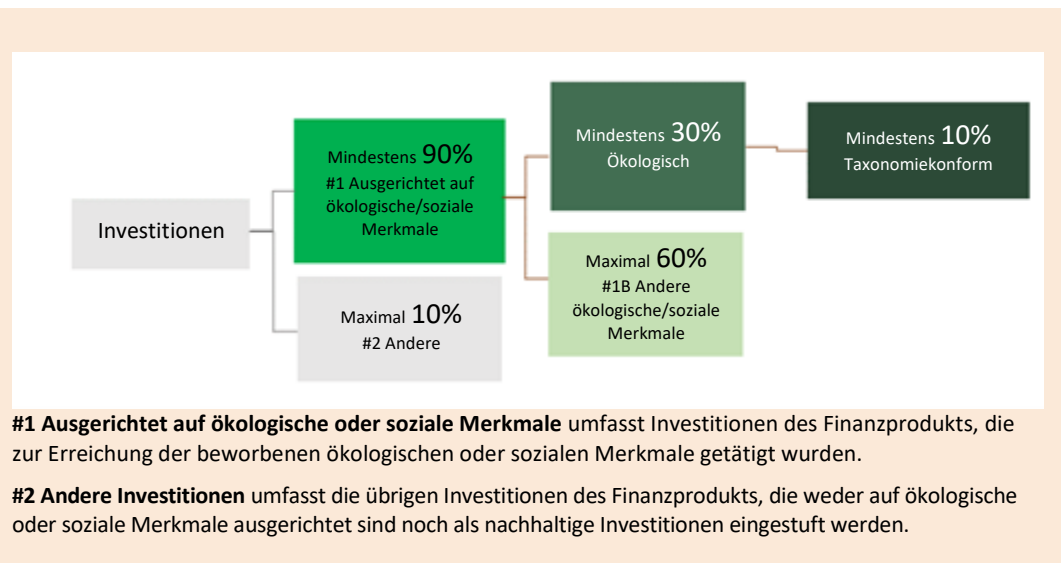 Investitionen
Mindestens 90%
#1 Ausgerichtet auf
ökologische/soziale
Merkmale
Maximal 10%
#2 Andere
Mindestens 30%
Ökologisch
Maximal 60%
#1B Andere
ökologische/soziale
Merkmale
Mindestens 10%
Taxonomiekonform
#1 Ausgerichtet auf ökologische oder soziale Merkmale umfasst Investitionen des Finanzprodukts, die
zur Erreichung der beworbenen ökologischen oder sozialen Merkmale getätigt wurden.
#2 Andere Investitionen umfasst die übrigen Investitionen des Finanzprodukts, die weder auf ökologische
oder soziale Merkmale ausgerichtet sind noch als nachhaltige Investitionen eingestuft werden.